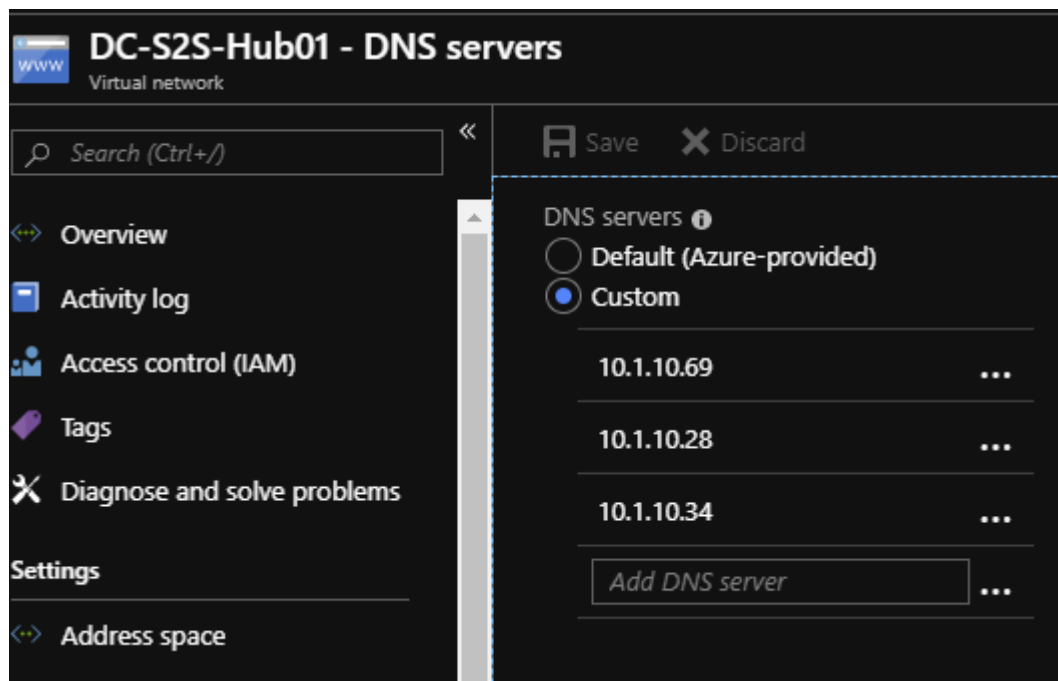 DC-S2S-Hub01 - DNS servers
www
Virtual network
Search (Ctrl+/)
«
Overview
Activity log
Access control (IAM)
Tags
Diagnose and solve problems
Settings
Address space
Save
Discard
DNS servers
Default (Azure-provided)
Custom
10.1.10.69
...
10.1.10.28
...
10.1.10.34
...
Add DNS server
...